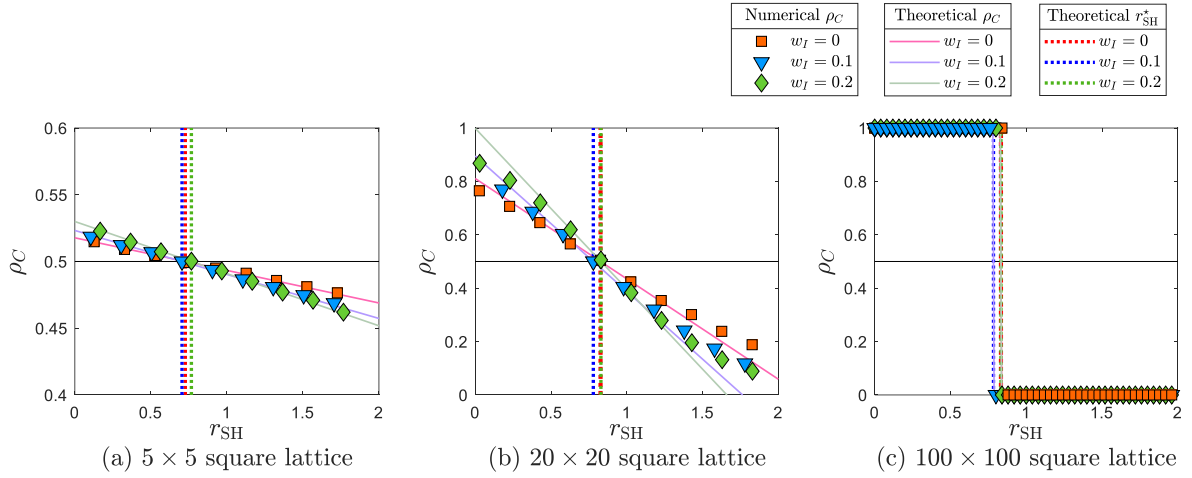 Numerical ρ_C
w_I = 0
w_I = 0.1
w_I = 0.2
Theoretical ρ_C
w_I = 0
w_I = 0.1
w_I = 0.2
Theoretical r*_SH
w_I = 0
w_I = 0.1
w_I = 0.2
0.6
0.55
0.5
0.45
0.4
ρ_C
0 0.5 1 1.5 2
r_SH
(a) 5 × 5 square lattice
1
0.8
0.6
0.4
0.2
0
ρ_C
0 0.5 1 1.5 2
r_SH
(b) 20 × 20 square lattice
1
0.8
0.6
0.4
0.2
0
ρ_C
0 0.5 1 1.5 2
r_SH
(c) 100 × 100 square lattice